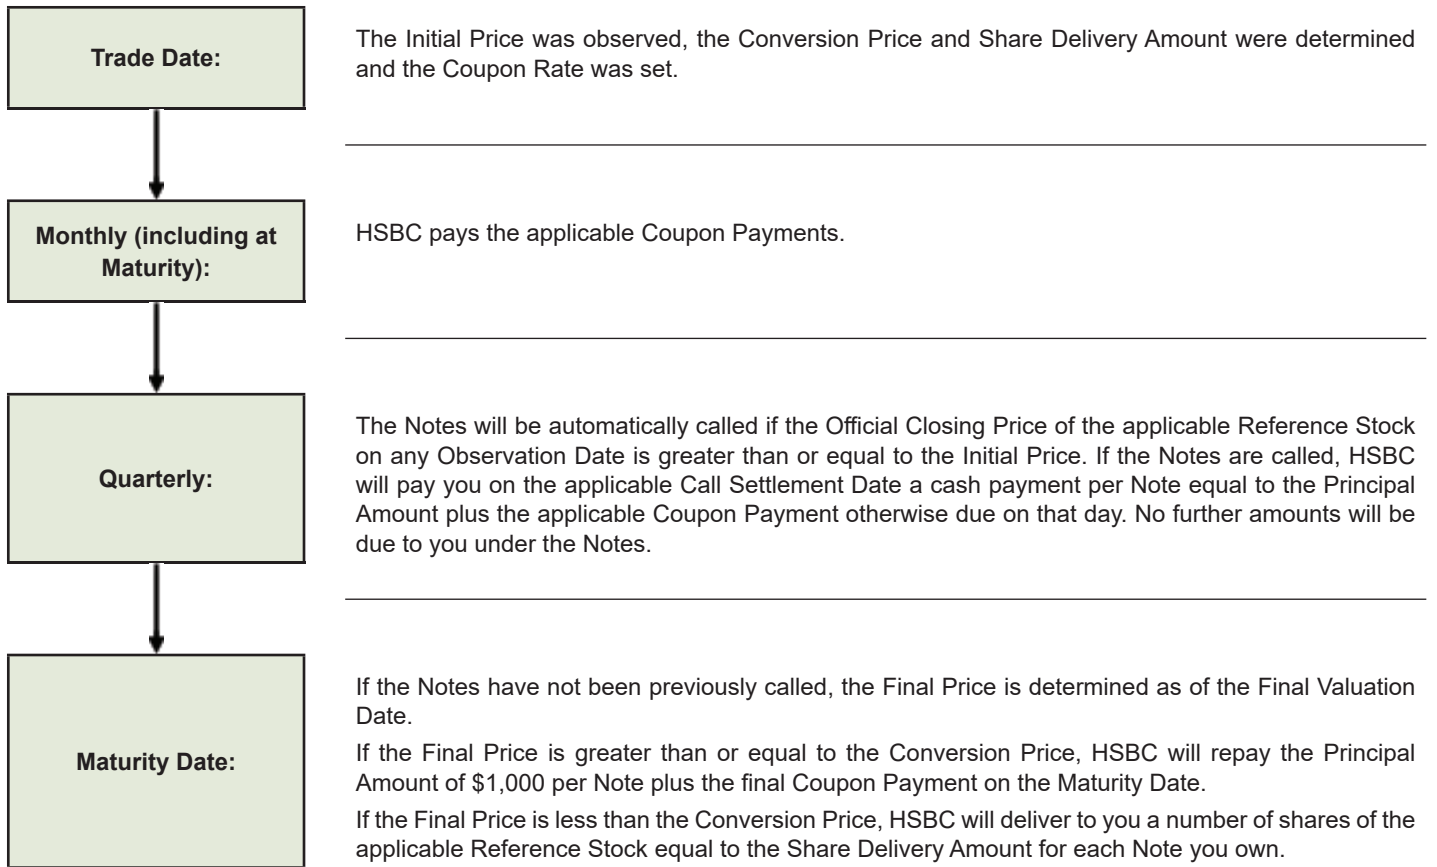 Trade Date:
The Initial Price was observed, the Conversion Price and Share Delivery Amount were determined
and the Coupon Rate was set.
Monthly (including at
Maturity):
HSBC pays the applicable Coupon Payments.
Quarterly:
The Notes will be automatically called if the Official Closing Price of the applicable Reference Stock
on any Observation Date is greater than or equal to the Initial Price. If the Notes are called, HSBC
will pay you on the applicable Call Settlement Date a cash payment per Note equal to the Principal
Amount plus the applicable Coupon Payment otherwise due on that day. No further amounts will be
due to you under the Notes.
Maturity Date:
If the Notes have not been previously called, the Final Price is determined as of the Final Valuation
Date.
If the Final Price is greater than or equal to the Conversion Price, HSBC will repay the Principal
Amount of $1,000 per Note plus the final Coupon Payment on the Maturity Date.
If the Final Price is less than the Conversion Price, HSBC will deliver to you a number of shares of the
applicable Reference Stock equal to the Share Delivery Amount for each Note you own.